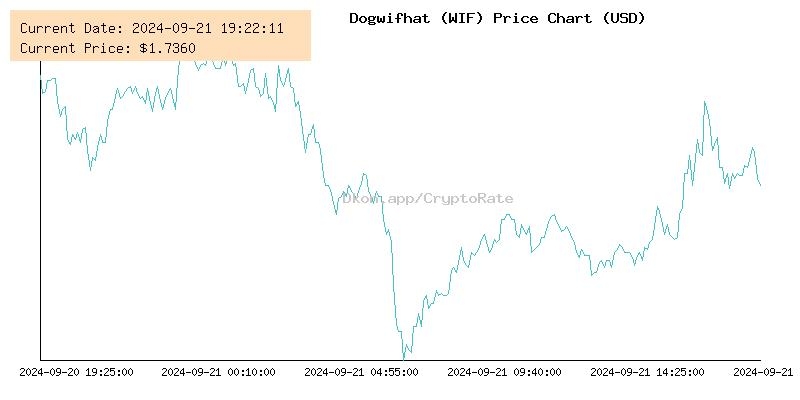 Dogwifhat (WIF) Price Chart (USD)
Current Date: 2024-09-21 19:22:11
Current Price: $1.7360
Dkon.app/CryptoRate
2024-09-20 19:25:00
2024-09-21 00:10:00
2024-09-21 04:55:00
2024-09-21 09:40:00
2024-09-21 14:25:00
2024-09-21